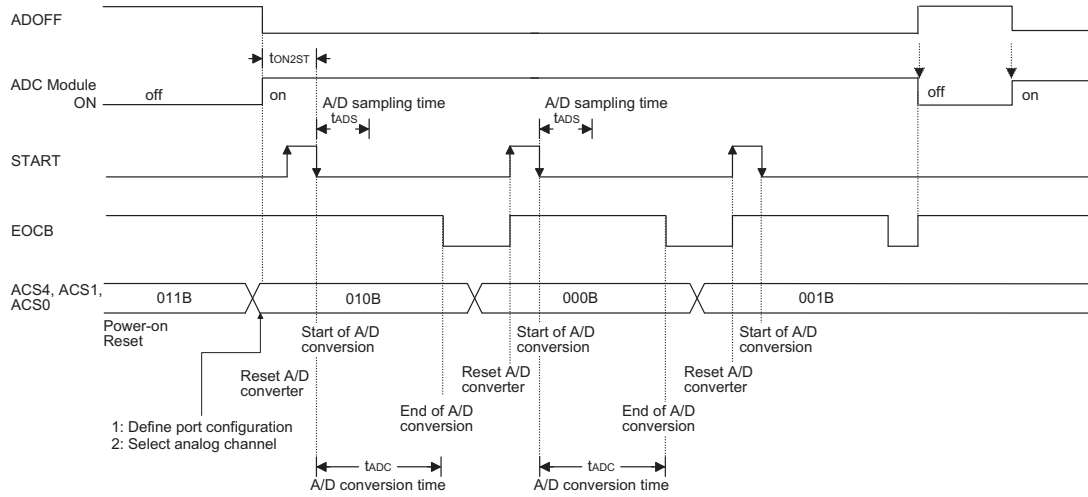 ADOFF
tON2ST
ADC Module
ON
off
on
off
on
A/D sampling time
tADS
A/D sampling time
tADS
START
EOCB
ACS4, ACS1,
ACS0
011B
010B
000B
001B
Power-on
Reset
Start of A/D
conversion
Start of A/D
conversion
Start of A/D
conversion
Reset A/D
converter
Reset A/D
converter
Reset A/D
converter
End of A/D
conversion
End of A/D
conversion
1: Define port configuration
2: Select analog channel
tADC
A/D conversion time
tADC
A/D conversion time